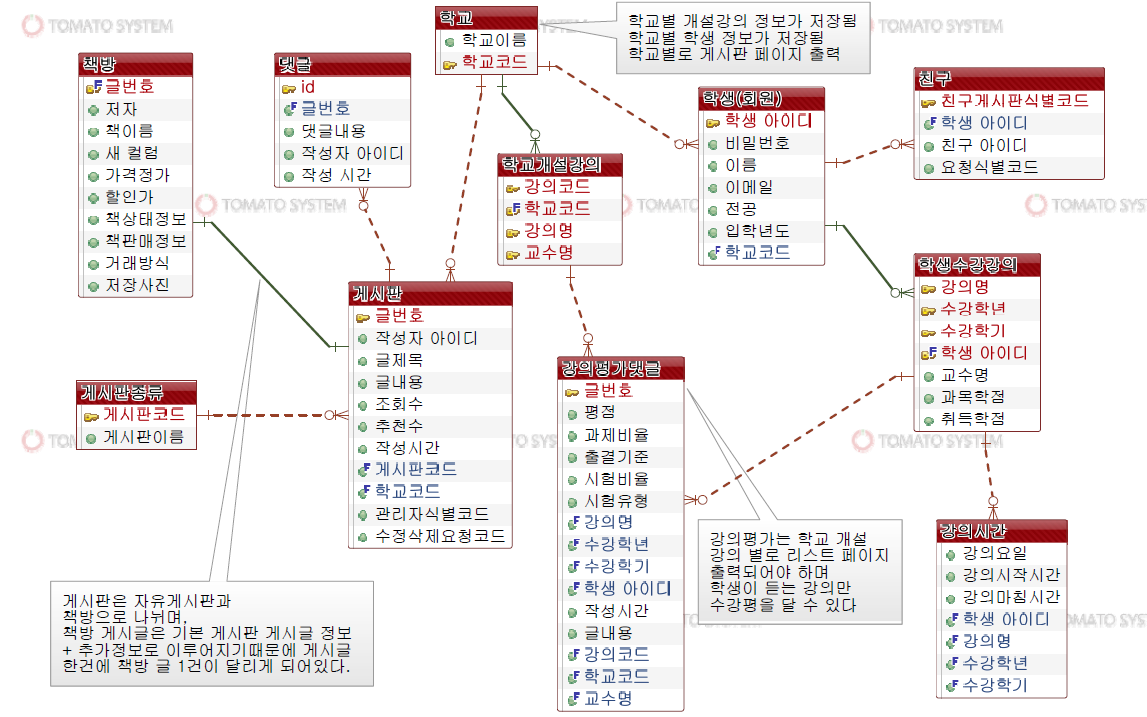 TOMATO SYSTEM
학교
학교이름
학교코드
학교별 개설강의 정보가 저장됨
학교별 학생 정보가 저장됨
학교별로 게시판 페이지 출력
TOMATO SYSTEM
책방
글번호
저자
책이름
새 컬럼
가격정가
할인가
책상태정보
책판매정보
거래방식
저장사진
댓글
id
글번호
댓글내용
작성자 아이디
작성 시간
학생(회원)
학생 아이디
비밀번호
이름
이메일
전공
입학년도
학교코드
친구
친구게시판식별코드
학생 아이디
친구 아이디
요청식별코드
학교개설강의
강의코드
학교코드
강의명
교수명
TOMATO SYSTEM
TOMATO
TOMATO SYST
게시판
글번호
작성자 아이디
글제목
글내용
조회수
추천수
작성시간
게시판코드
학교코드
관리자식별코드
수정삭제요청코드
학생수강강의
강의명
수강학년
수강학기
학생 아이디
교수명
과목학점
취득학점
게시판종류
게시판코드
게시판이름
강의평가댓글
글번호
평점
과제비율
출결기준
시험비율
시험유형
강의명
수강학년
수강학기
학생 아이디
작성시간
글내용
강의코드
학교코드
교수명
TOMATO SYSTEM
강의평가는 학교 개설
강의 별로 리스트 페이지
출력되어야 하며
학생이 듣는 강의만
수강평을 달 수 있다
강의시간
강의요일
강의시작시간
강의마침시간
학생 아이디
강의명
수강학년
수강학기
게시판은 자유게시판과
책방으로 나뉘며,
책방 게시글은 기본 게시판 게시글 정보
+ 추가정보로 이루어지기때문에 게시글
한건에 책방 글 1건이 달리게 되어있다.